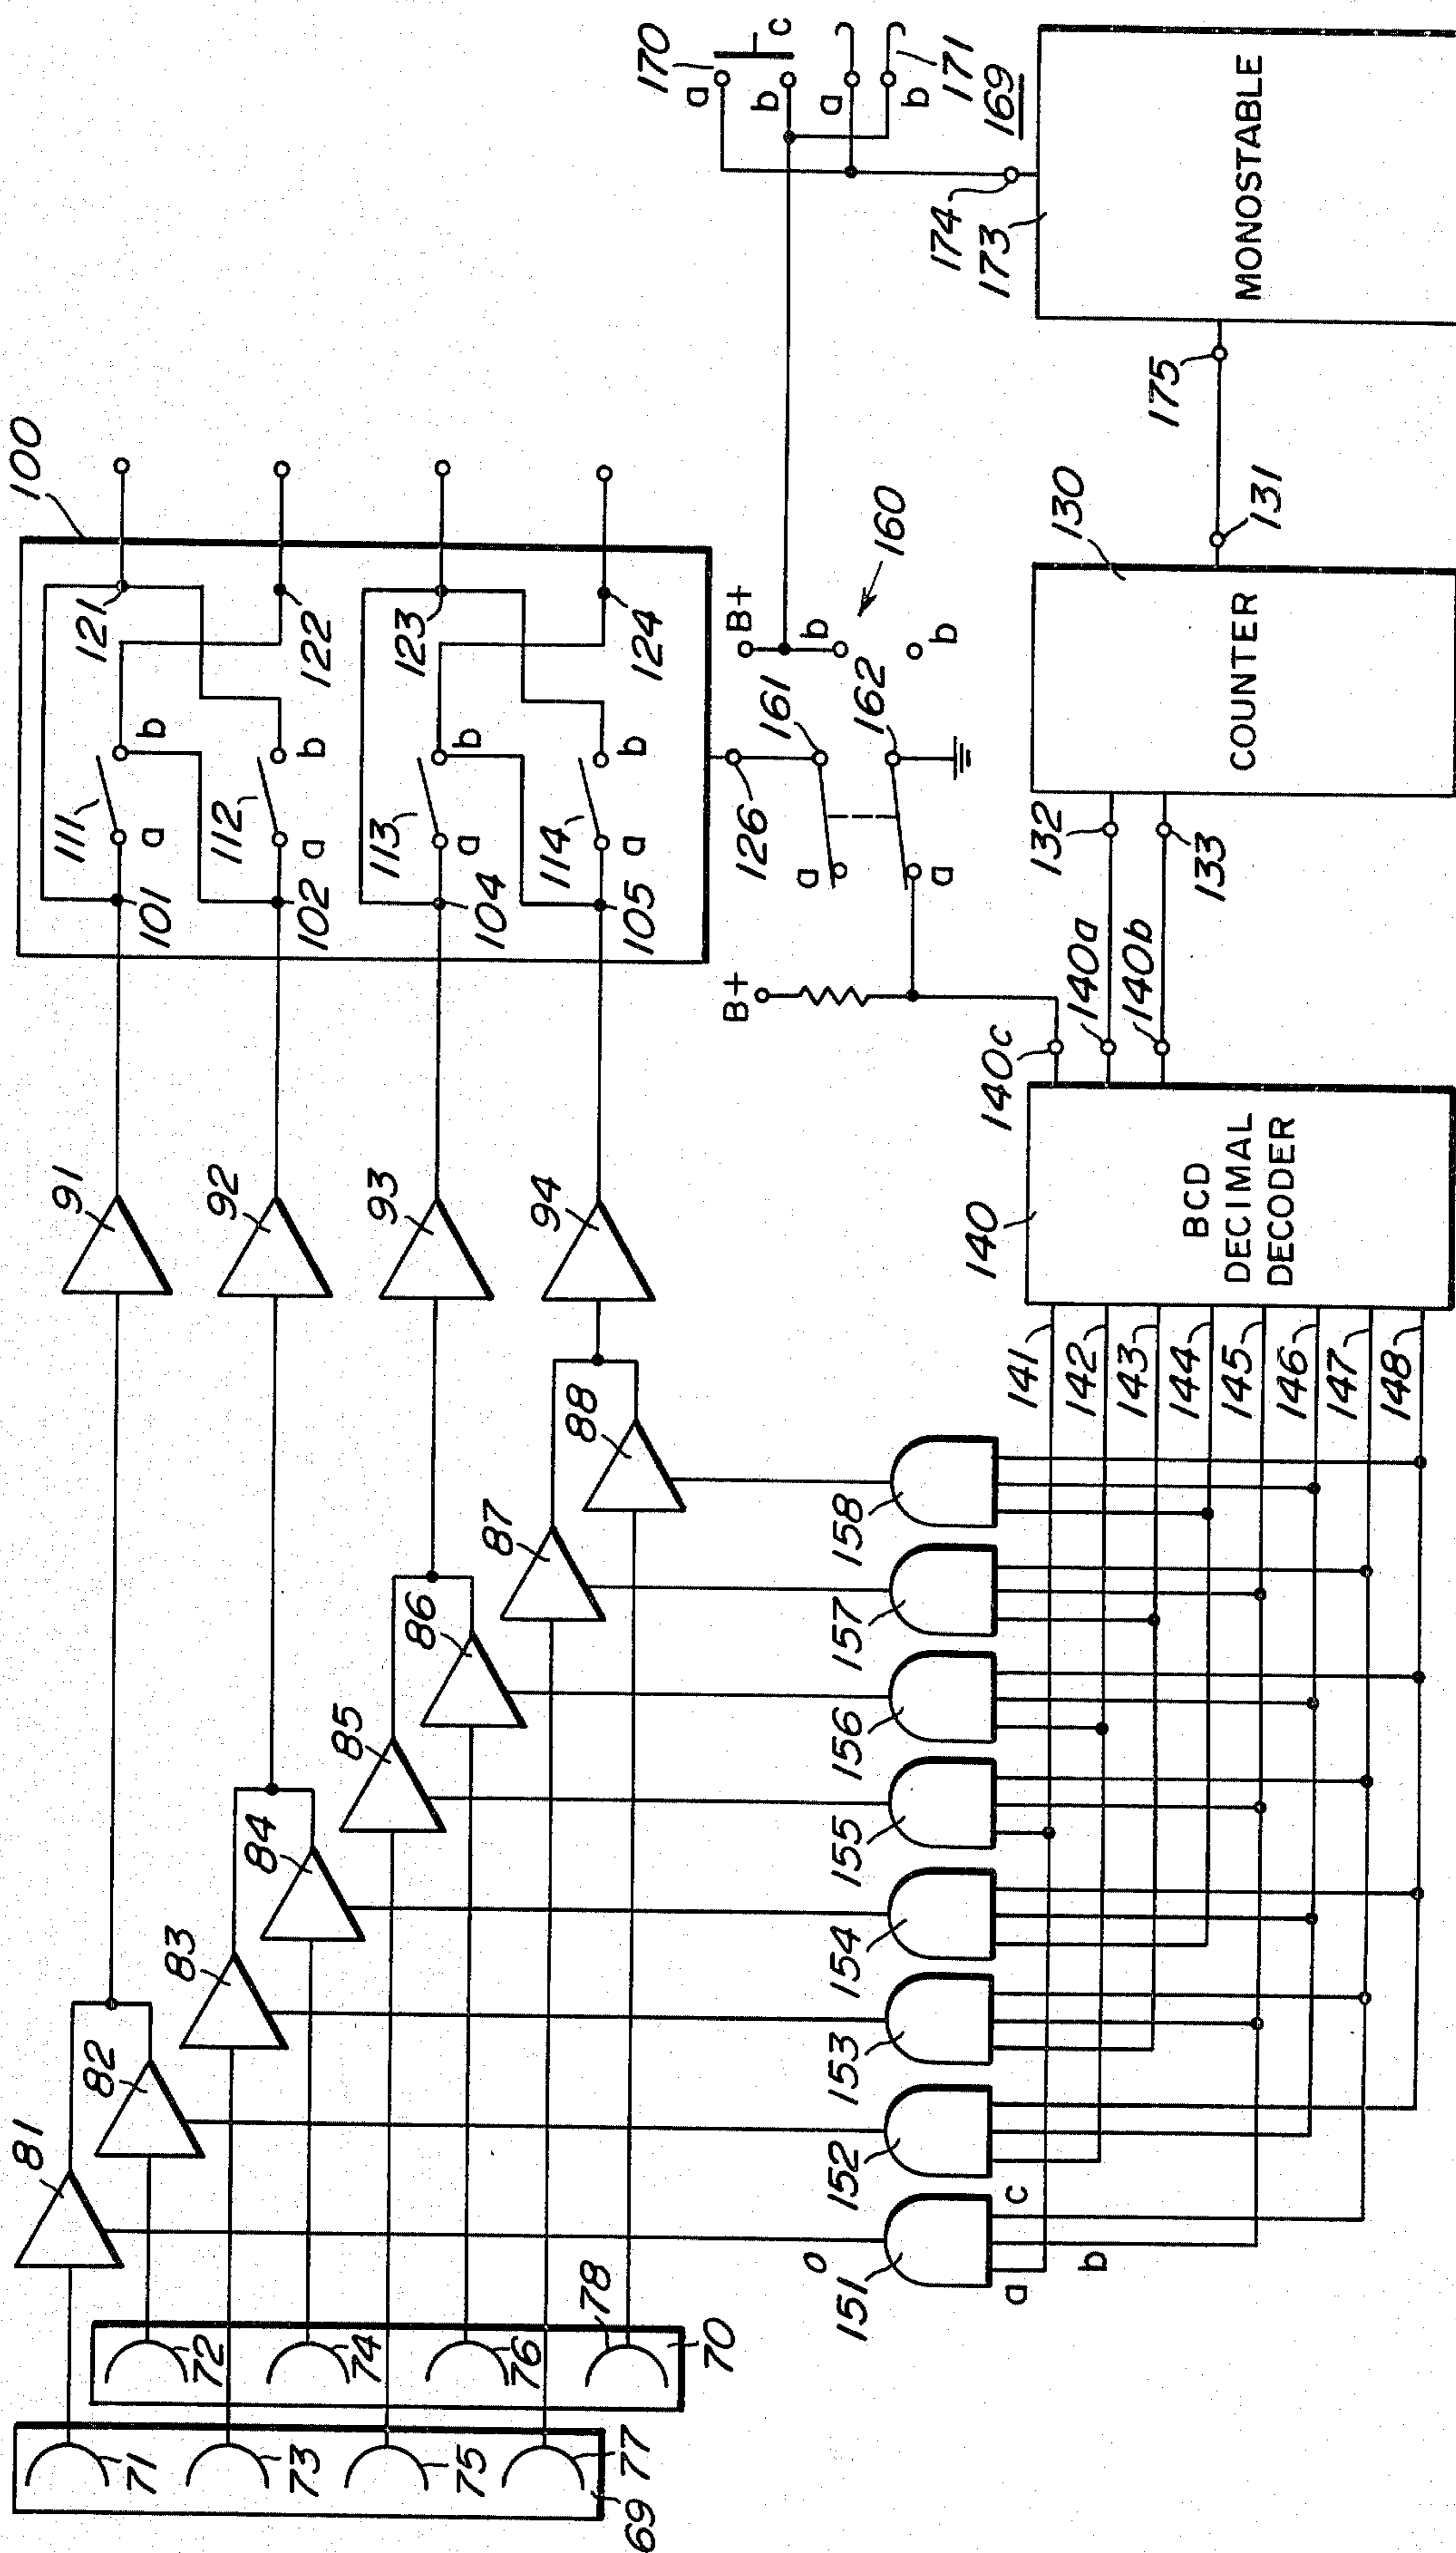 100
170
a
b
c
a
b
171
169
174
173
MONOSTABLE
175
121
122
123
124
111
a
b
112
a
b
113
a
b
114
a
b
101
102
104
105
B+
b
160
161
162
b
126
a
a
B+
130
131
COUNTER
132
133
140a
140b
140c
140
BCD
DECIMAL
DECODER
91
92
93
94
141
142
143
144
145
146
147
148
81
82
83
84
85
86
87
88
158
157
156
155
154
153
152
151
o
a
b
c
72
74
76
78
70
71
73
75
77
69